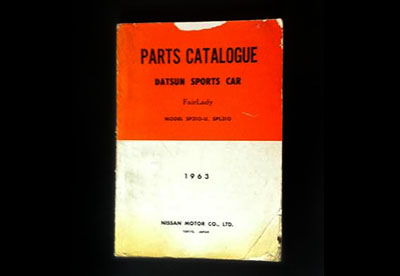 PARTS CATALOGUE
DATSUN SPORTS CAR
FairLady
MODEL SP310-U, SPL310
1963
NISSAN MOTOR CO., LTD.
TOKYO, JAPAN